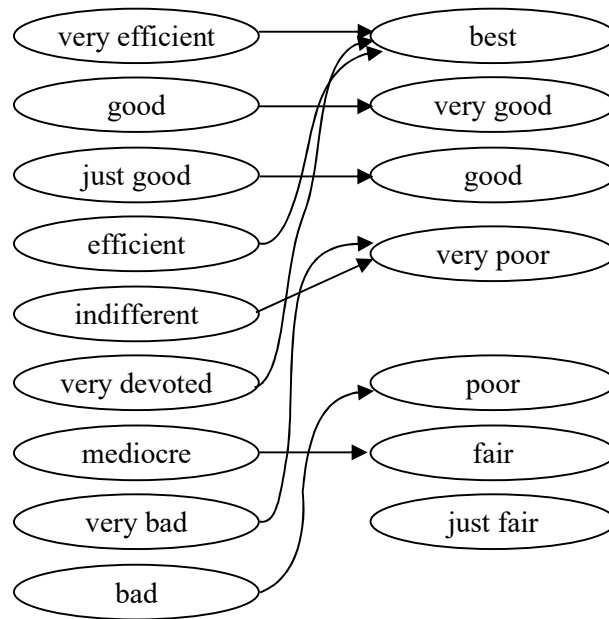 very efficient
best
good
very good
just good
good
efficient
very poor
indifferent
very devoted
poor
mediocre
fair
very bad
just fair
bad